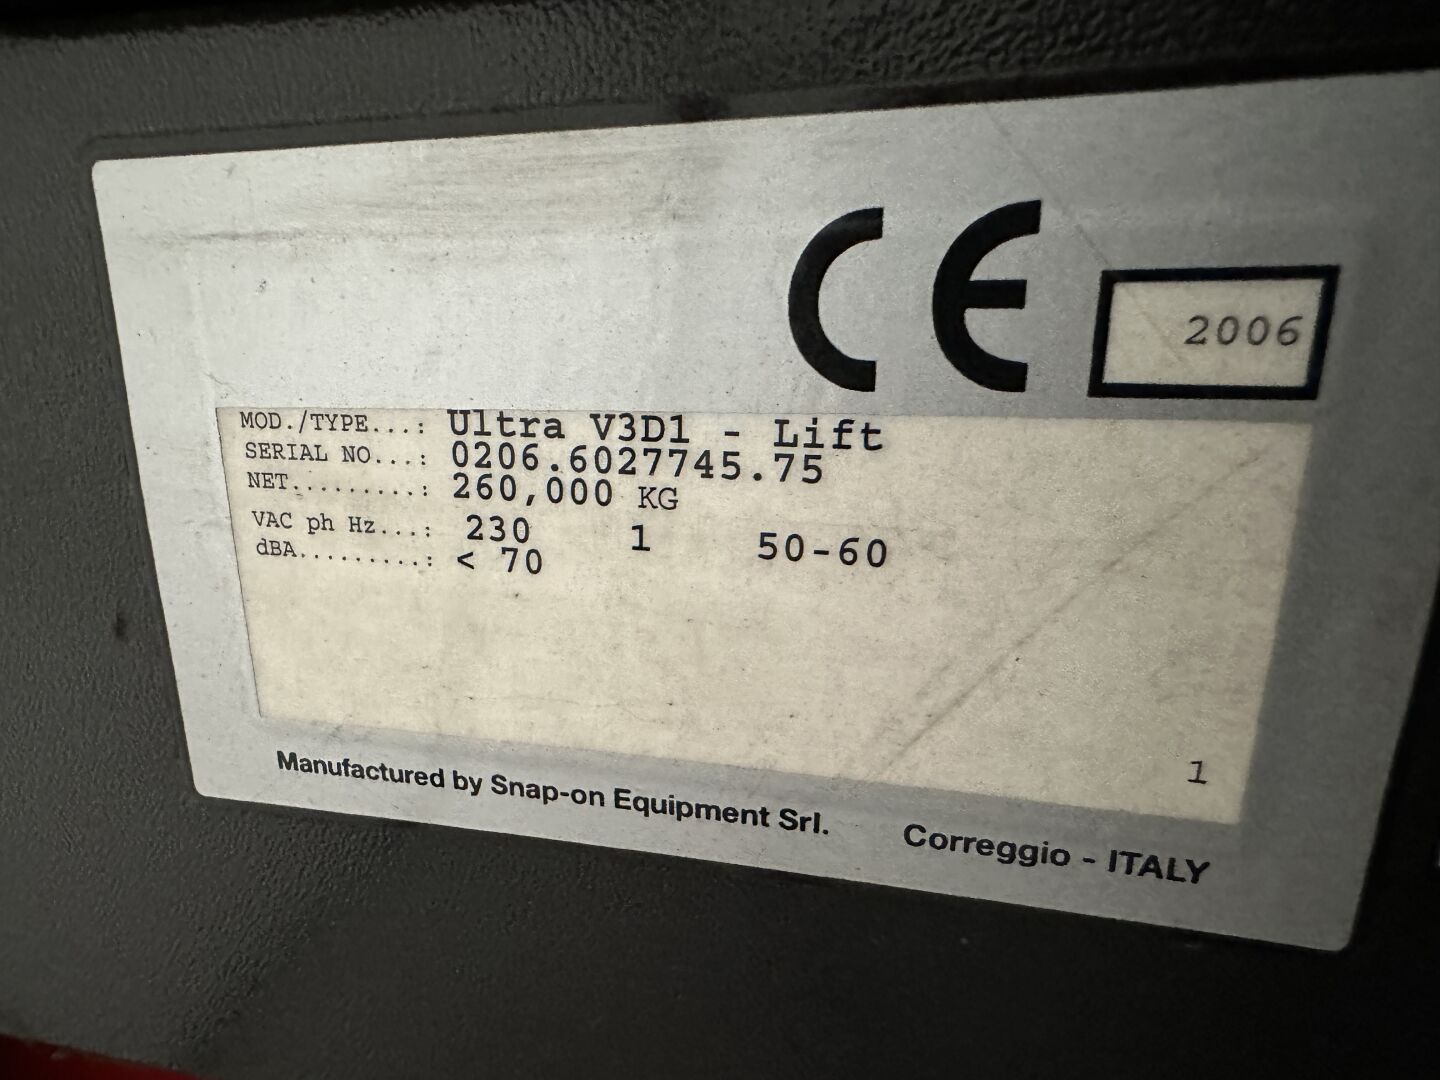 CE
2006
MOD./TYPE...: Ultra V3D1 - Lift
SERIAL NO...: 0206.6027745.75
NET.........: 260,000 KG
VAC ph Hz...: 230 1 50-60
dBA.........: < 70
1
Manufactured by Snap-on Equipment Srl. Correggio - ITALY